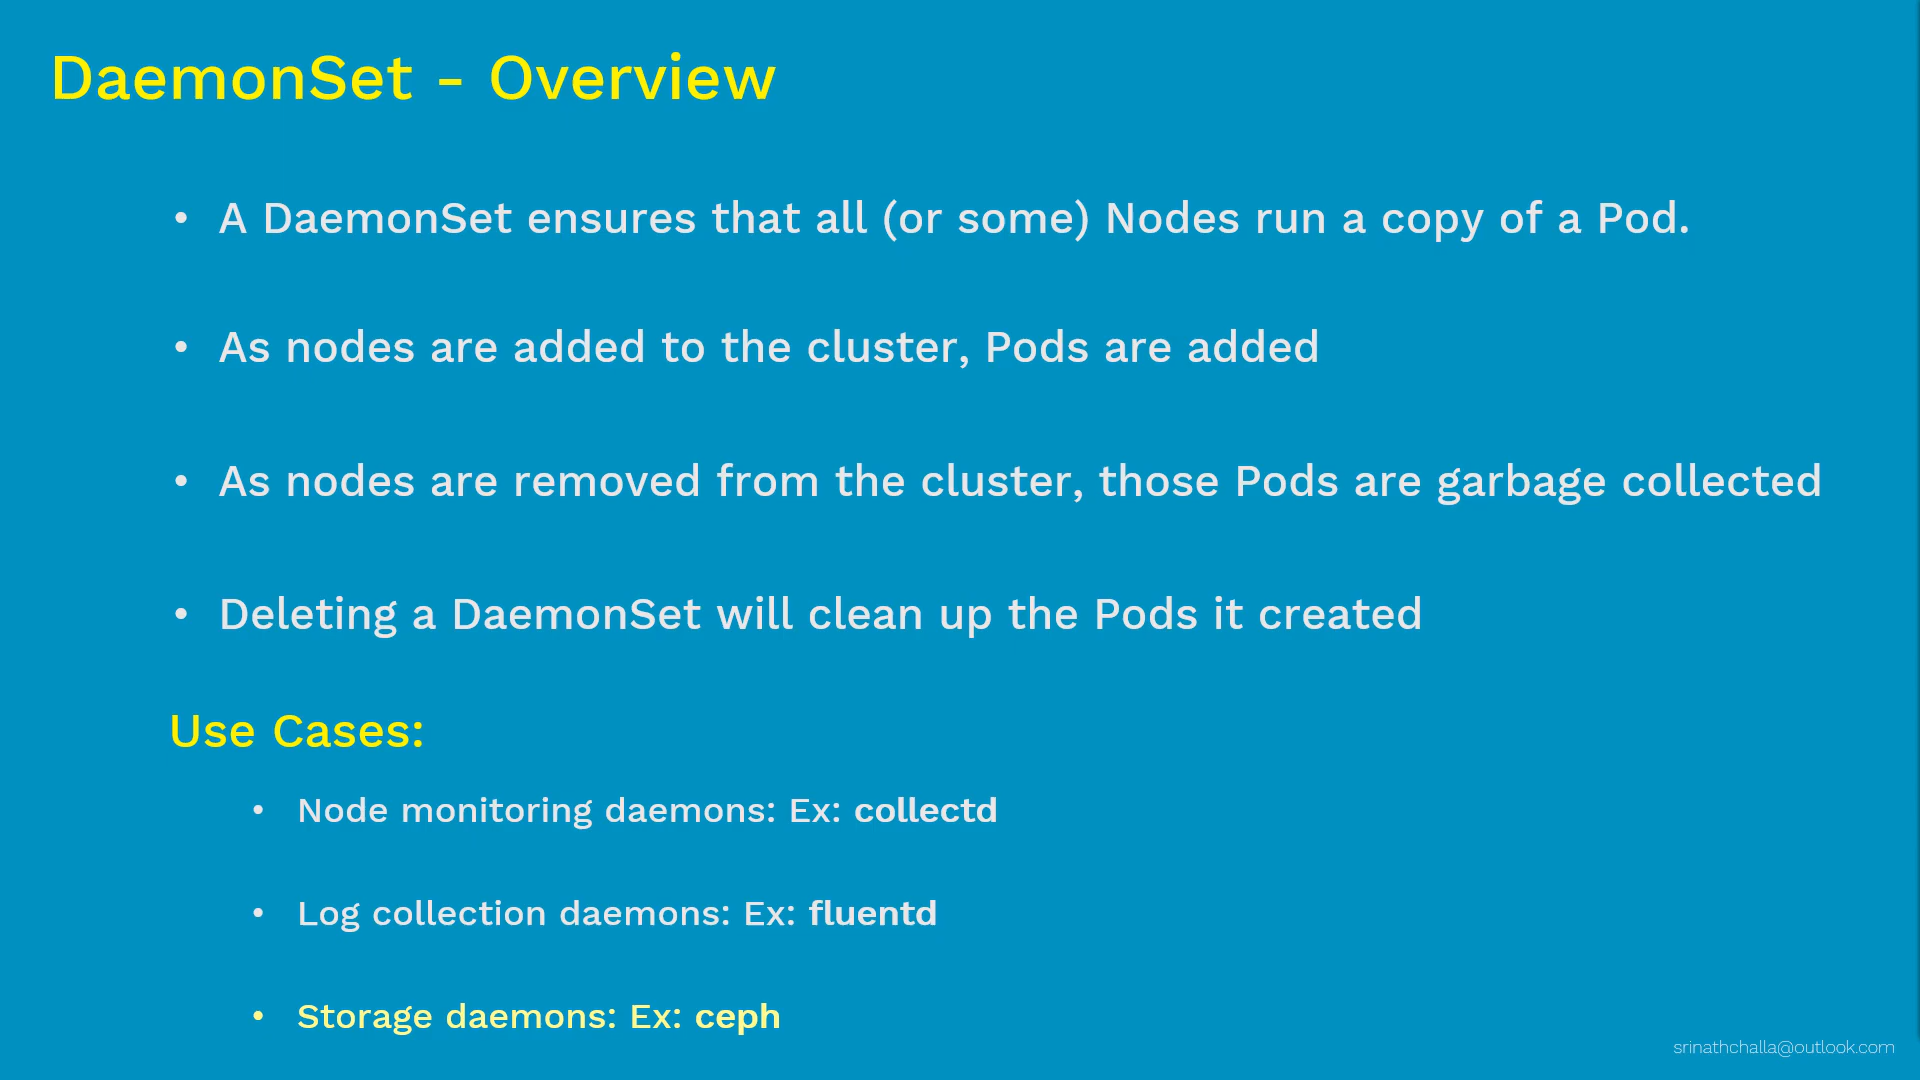 DaemonSet - Overview
• A DaemonSet ensures that all (or some) Nodes run a copy of a Pod.
• As nodes are added to the cluster, Pods are added
• As nodes are removed from the cluster, those Pods are garbage collected
• Deleting a DaemonSet will clean up the Pods it created
Use Cases:
• Node monitoring daemons: Ex: collectd
• Log collection daemons: Ex: fluentd
• Storage daemons: Ex: ceph
srinathchalla@outlook.com